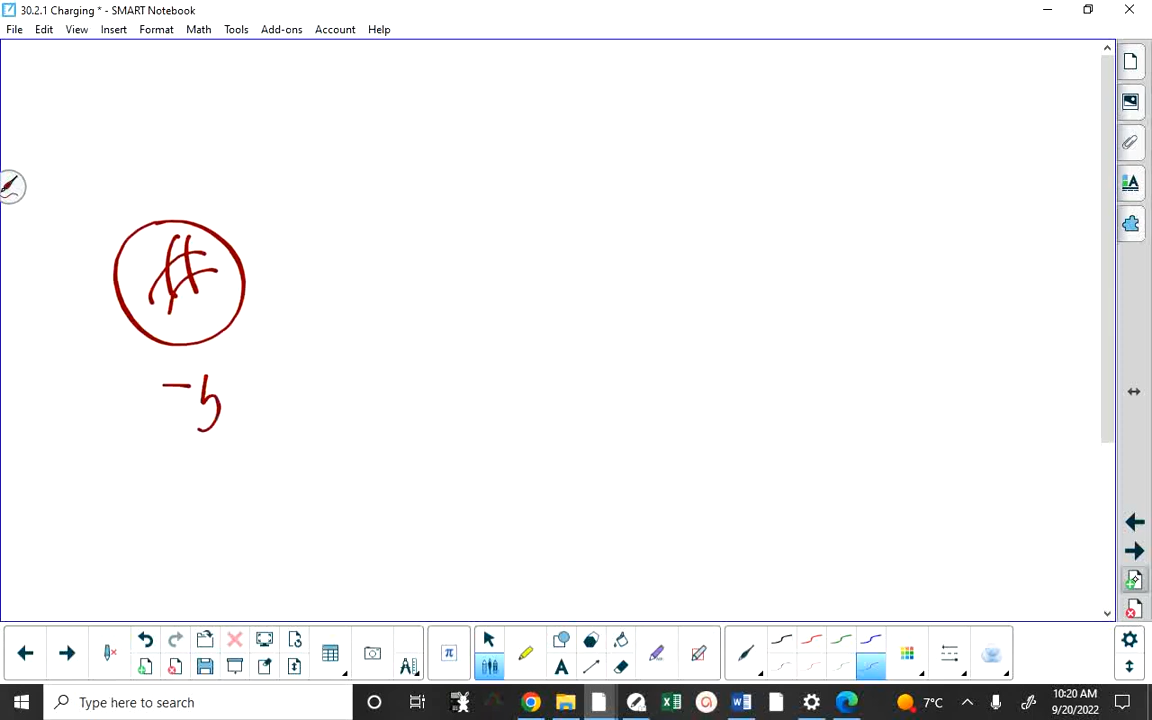 30.2.1 Charging * - SMART Notebook
File Edit View Insert Format Math Tools Add-ons Account Help
#
-5
π
A
Type here to search
7°C
10:20 AM
9/20/2022